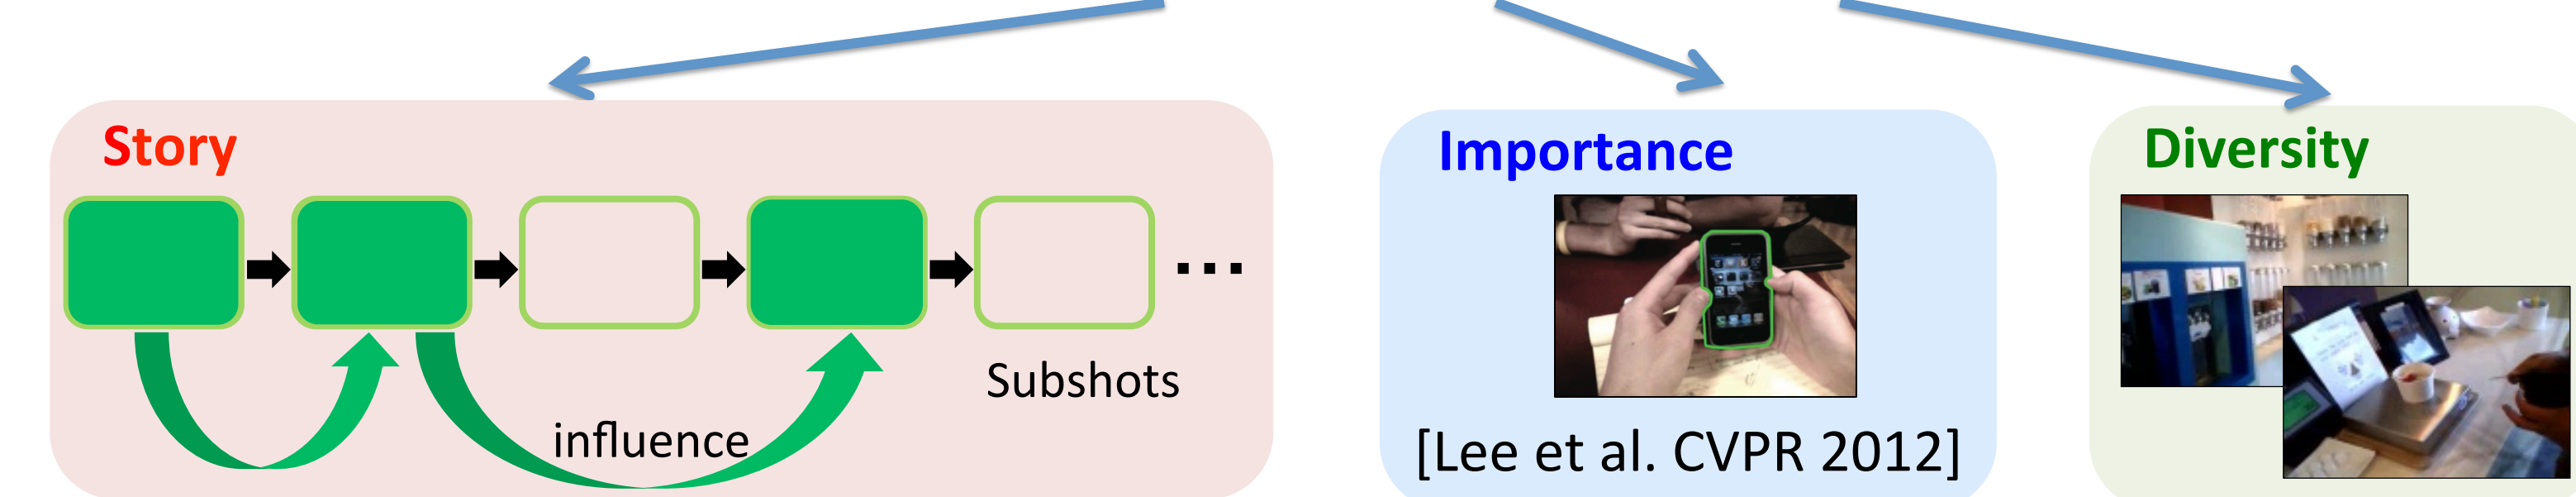 Story
Importance
Diversity
...
Subshots
influence
[Lee et al. CVPR 2012]